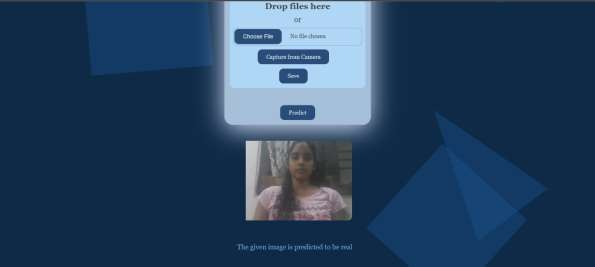 Drop files here
or
Choose File No file chosen
Capture from Camera
Save
Predict
The given image is predicted to be real